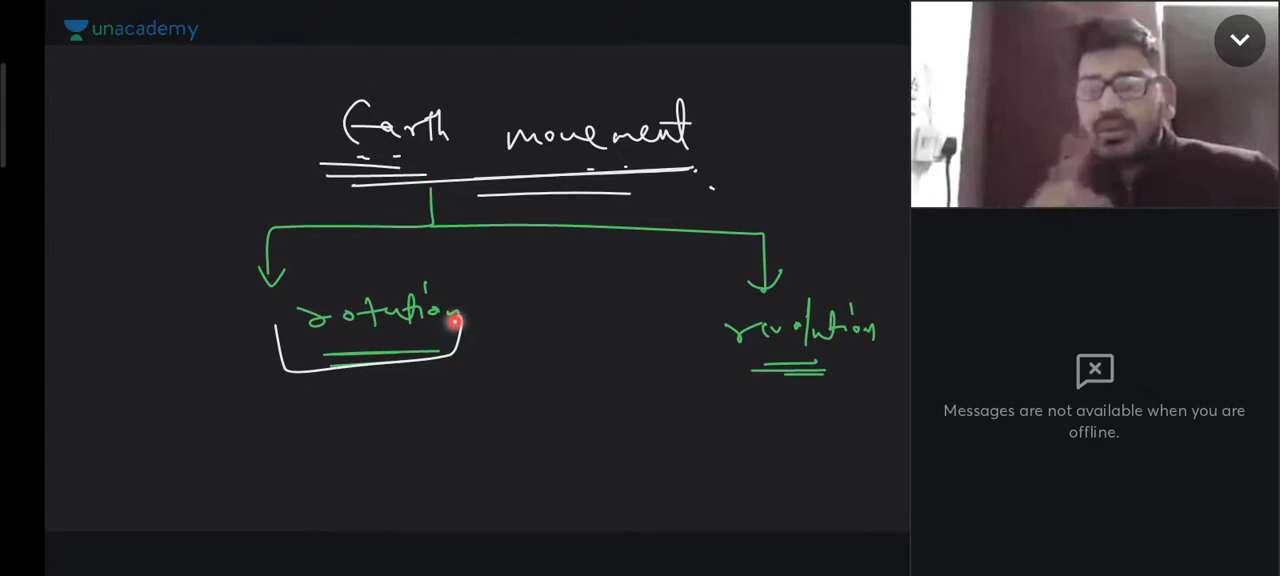 unacademy
Earth movement
rotation
revolution
Messages are not available when you are
offline.